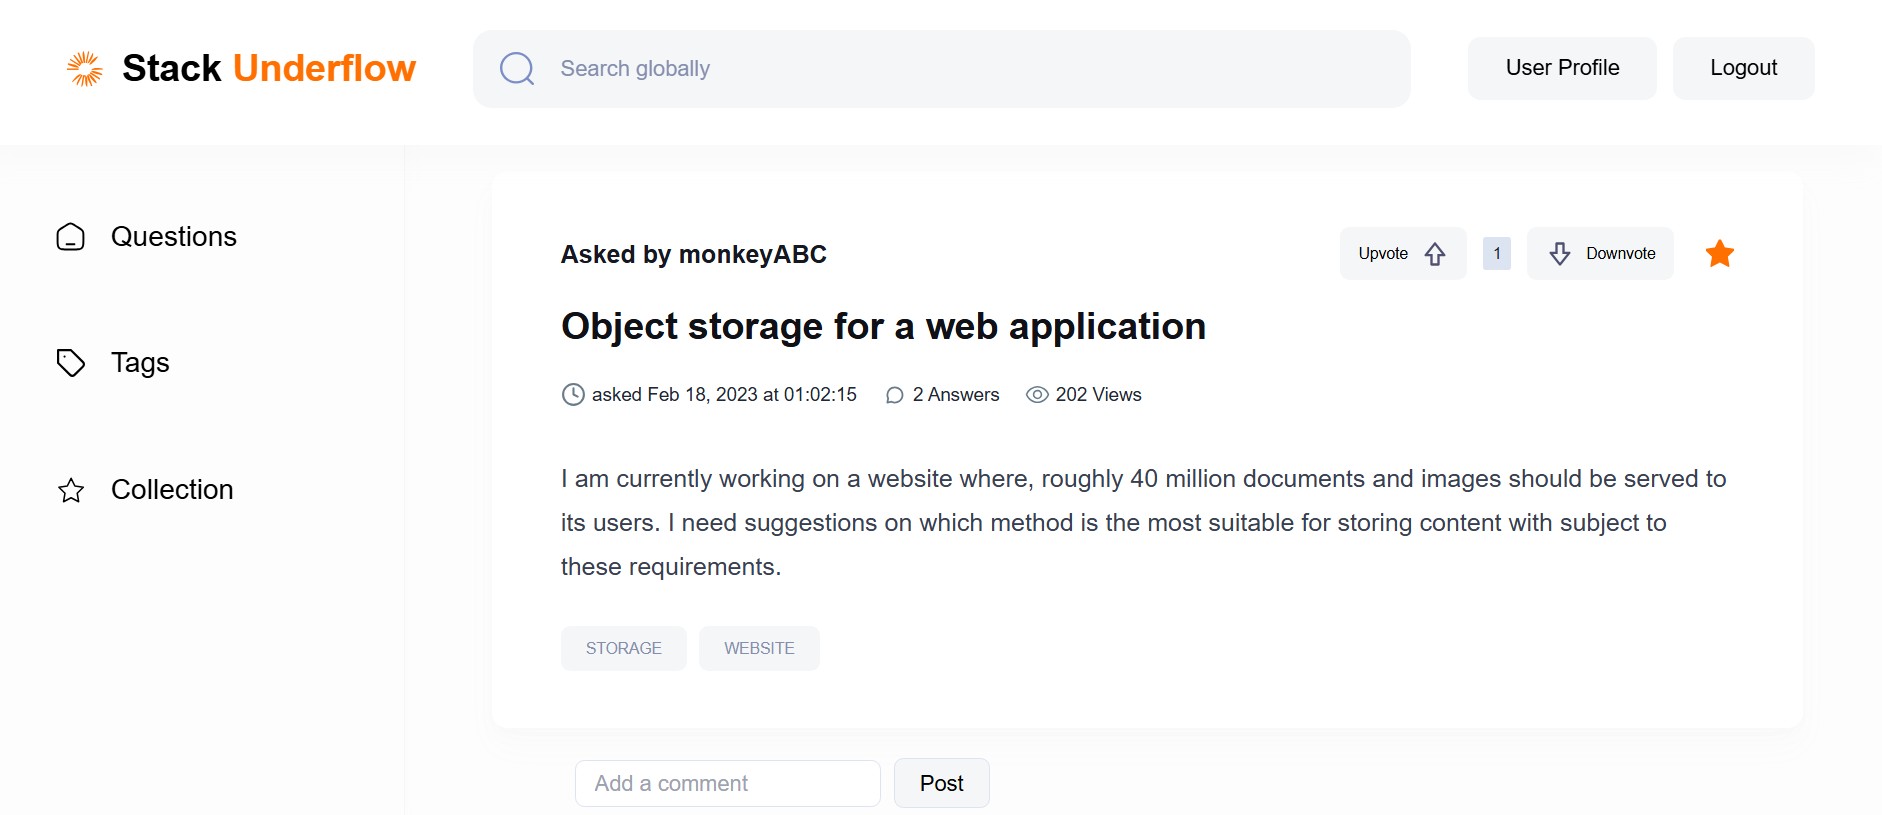 Stack Underflow
Search globally
User Profile
Logout
Questions
Tags
Collection
Asked by monkeyABC
Upvote
1
Downvote
Object storage for a web application
asked Feb 18, 2023 at 01:02:15
2 Answers
202 Views
I am currently working on a website where, roughly 40 million documents and images should be served to
its users. I need suggestions on which method is the most suitable for storing content with subject to
these requirements.
STORAGE
WEBSITE
Add a comment
Post